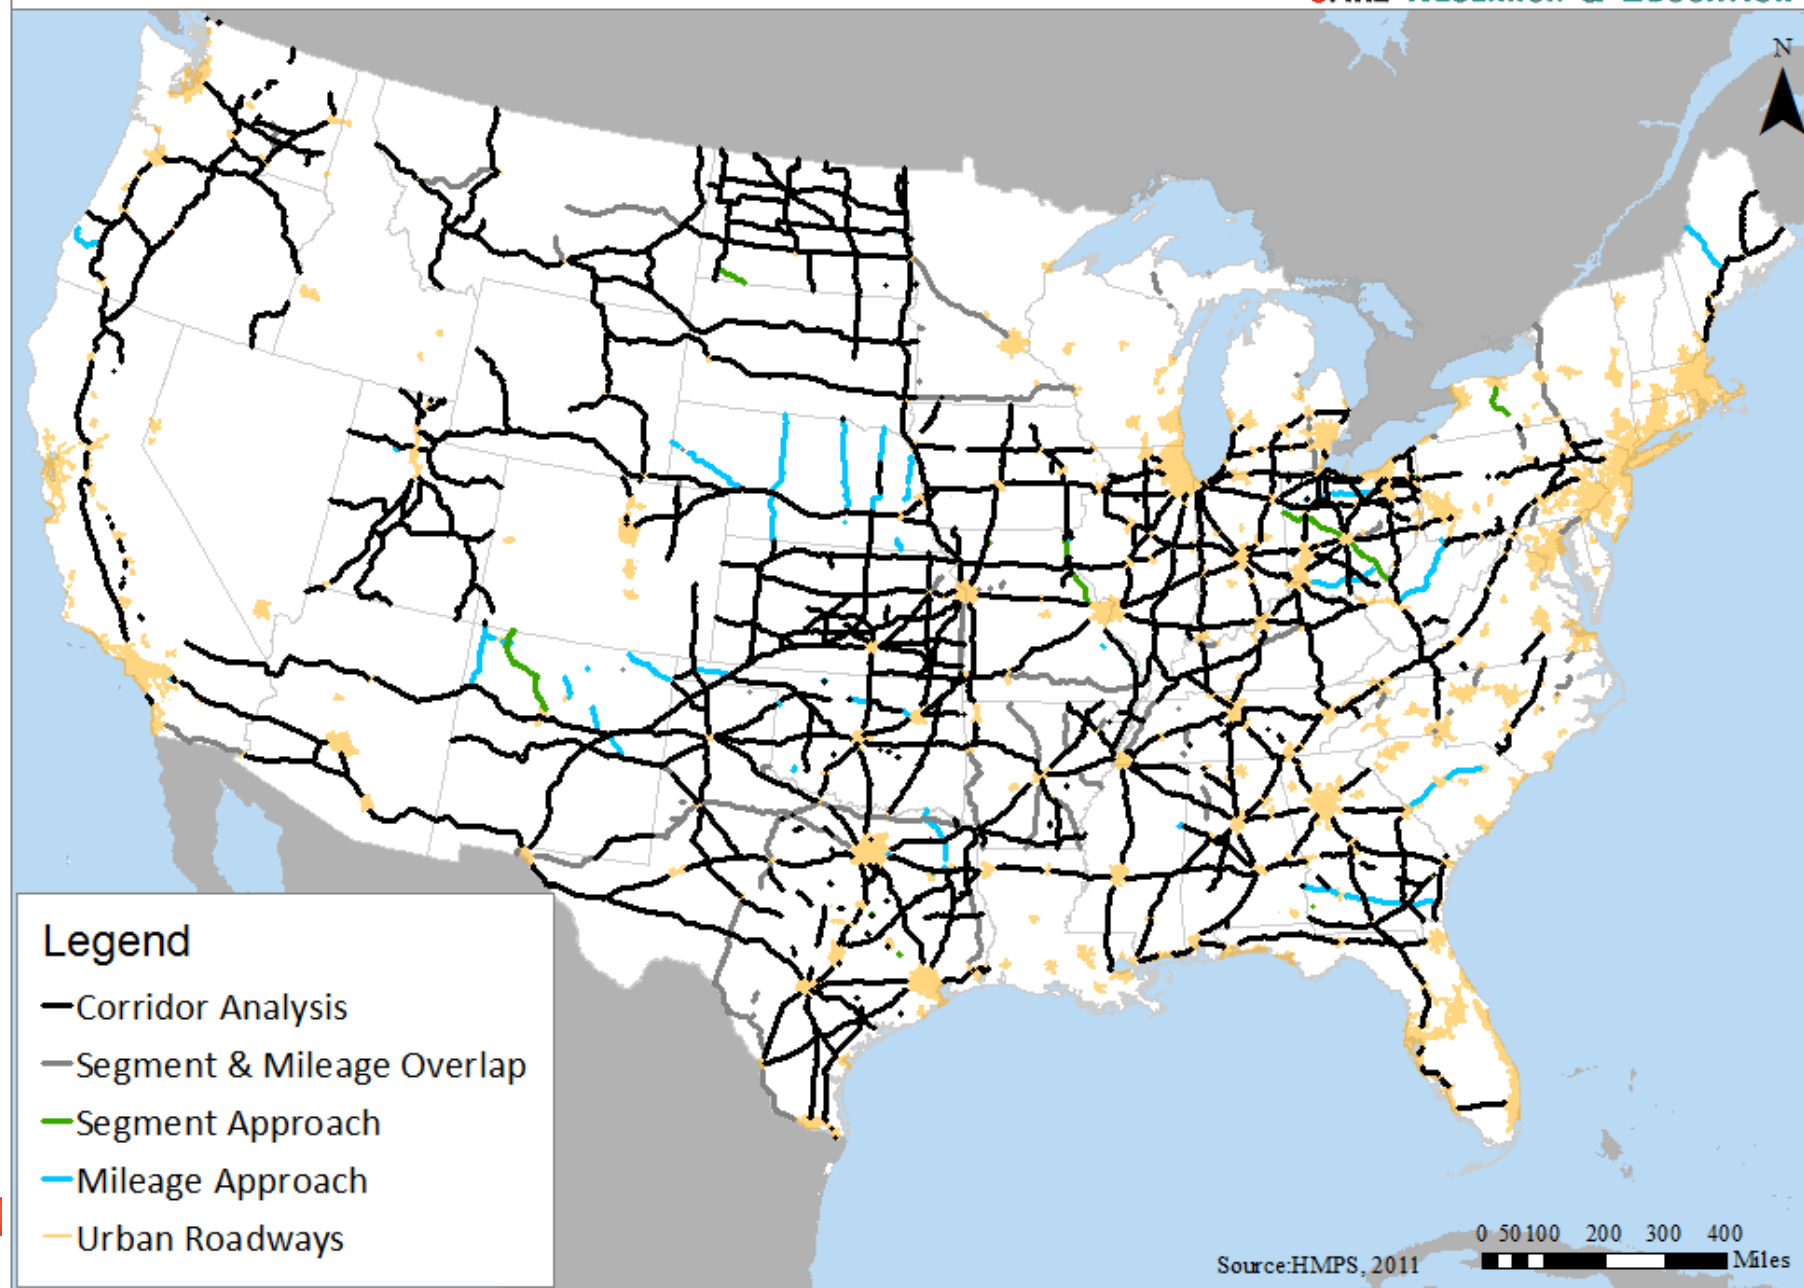 N
Legend
Corridor Analysis
Segment & Mileage Overlap
Segment Approach
Mileage Approach
Urban Roadways
0 50 100 200 300 400
Miles
Source:HMPS, 2011